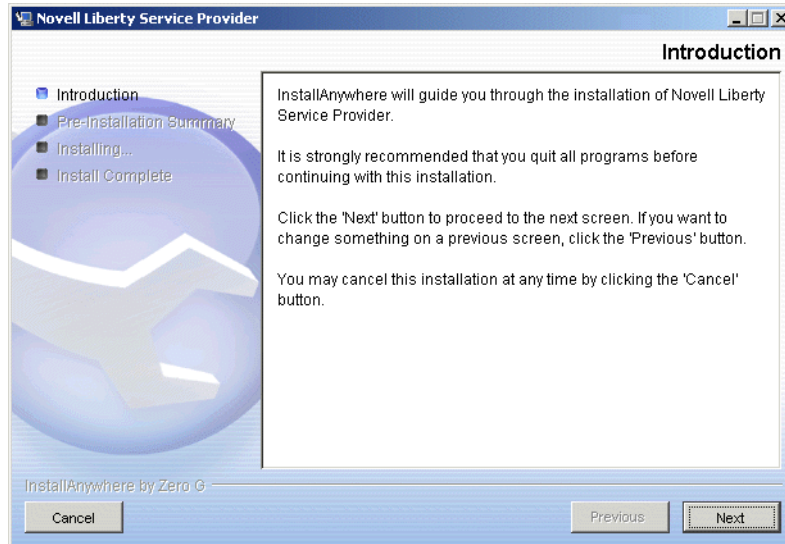 Novell Liberty Service Provider
Introduction
Introduction
Pre-Installation Summary
Installing...
Install Complete
InstallAnywhere will guide you through the installation of Novell Liberty
Service Provider.
It is strongly recommended that you quit all programs before
continuing with this installation.
Click the 'Next' button to proceed to the next screen. If you want to
change something on a previous screen, click the 'Previous' button.
You may cancel this installation at any time by clicking the 'Cancel'
button.
InstallAnywhere by Zero G
Cancel
Previous
Next